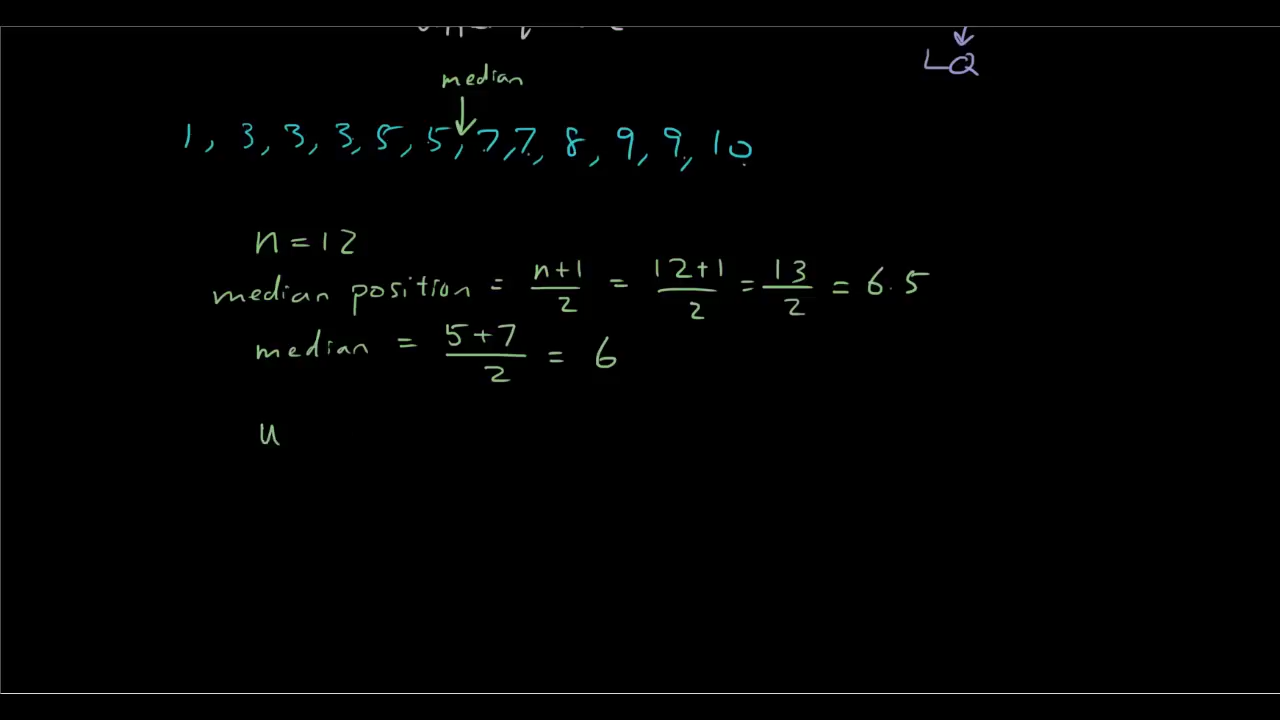 LQ
median
1, 3, 3, 3, 5, 5, 7, 7, 8, 9, 9, 10
n = 12
median position = n+1/2 = 12+1/2 = 13/2 = 6.5
median = 5+7/2 = 6
u